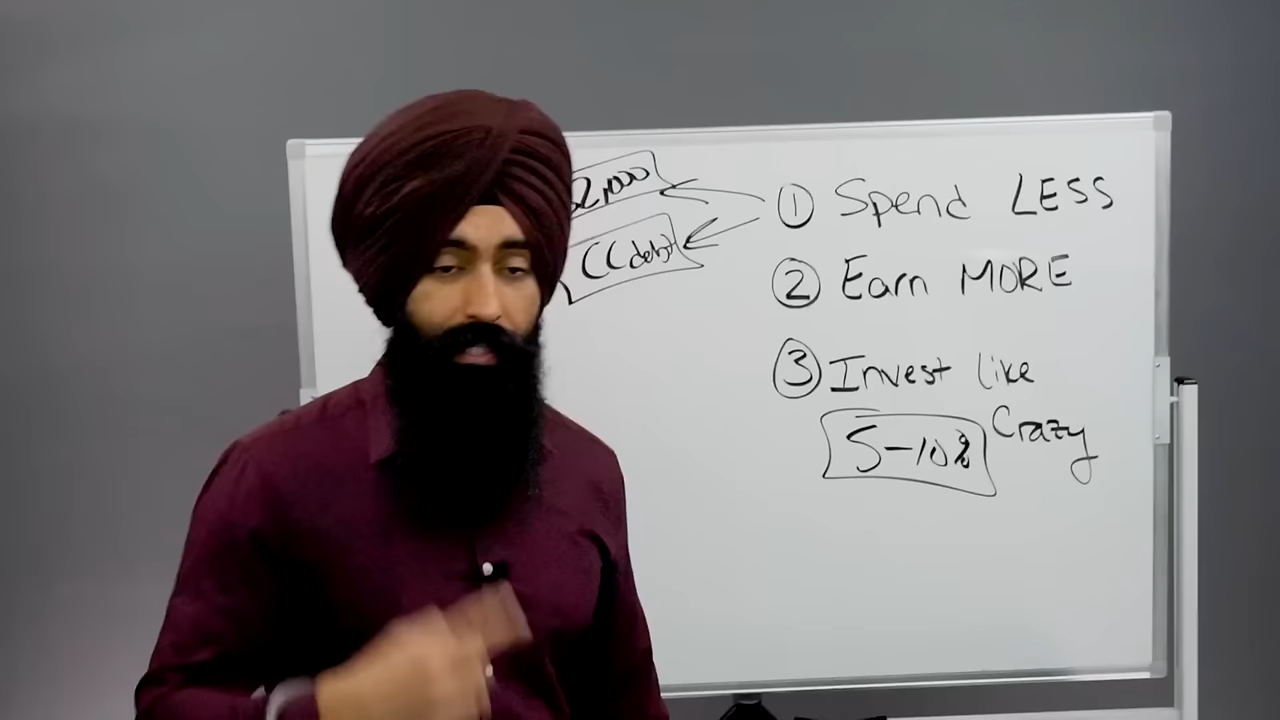 2,000
CC debt
① Spend LESS
② Earn MORE
③ Invest like
Crazy
5-10%